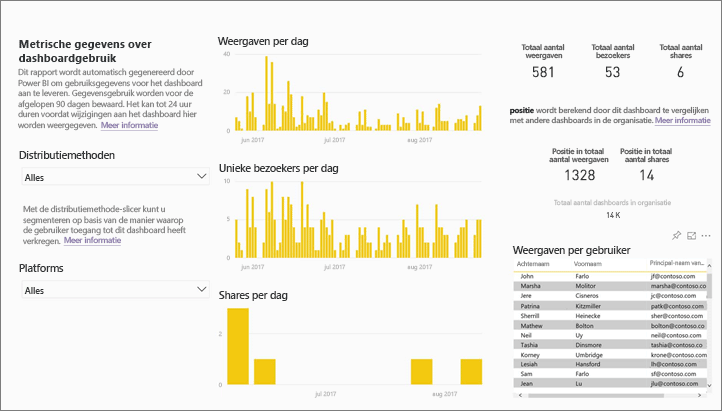 Metrische gegevens over
dashboardgebruik
Dit rapport wordt automatisch gegenereerd door
Power BI om gebruiksgegevens voor het dashboard
aan te leveren. Gegevensgebruik worden voor de
afgelopen 90 dagen bewaard. Het kan tot 24 uur
duren voordat wijzigingen aan het dashboard hier
worden weergegeven. Meer informatie
Distributiemethoden
Alles
Met de distributiemethode-slicer kunt u
segmenteren op basis van de manier waarop
de gebruiker toegang tot dit dashboard heeft
verkregen. Meer informatie
Platforms
Alles
Weergaven per dag
40
20
0
jun 2017 jul 2017 aug 2017
Unieke bezoekers per dag
10
5
0
jun 2017 jul 2017 aug 2017
Shares per dag
2
0
jul 2017 aug 2017
Totaal aantal weergaven
581
Totaal aantal bezoekers
53
Totaal aantal shares
6
positie wordt berekend door dit dashboard te vergelijken
met andere dashboards in de organisatie. Meer informatie
Positie in totaal aantal weergaven
1328
Positie in totaal aantal shares
14
Totaal aantal dashboards in organisatie
14 K
Weergaven per gebruiker
Achternaam Voornaam Principal-naam van...
John Farlo jf@contoso.com
Marsha Molitor marsha@contoso.co
Jere Cisneros jc@contoso.com
Patrina Kitzmiller patk@contoso.com
Sherrill Heinecke sher@contoso.com
Mathew Bolton bolton@contoso.co
Neil Uy neil@contoso.com
Tashia Dinsmore tashia@contoso.co
Korney Umbridge krone@contoso.com
Lesiah Hansford lh@contoso.com
Sam Farlo sf@contoso.com
Jean Lu jlu@contoso.com